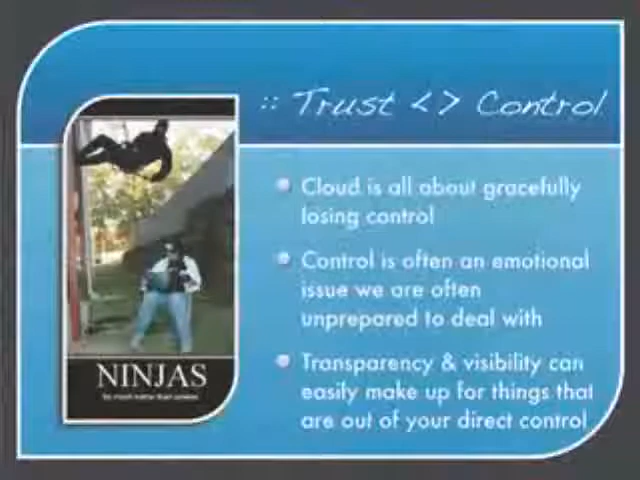 :: Trust <> Control
Cloud is all about gracefully
losing control
Control is often an emotional
issue we are often
unprepared to deal with
Transparency & visibility can
easily make up for things that
are out of your direct control
NINJAS